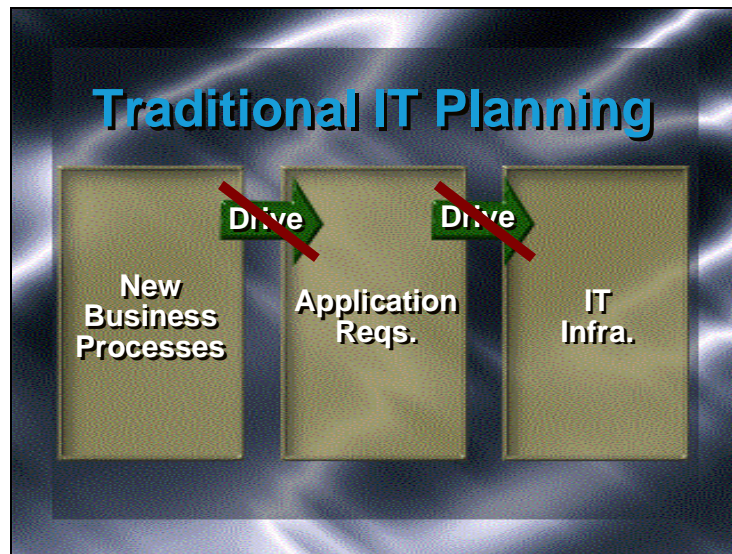 Traditional IT Planning
New
Business
Processes
Drive
Application
Reqs.
Drive
IT
Infra.